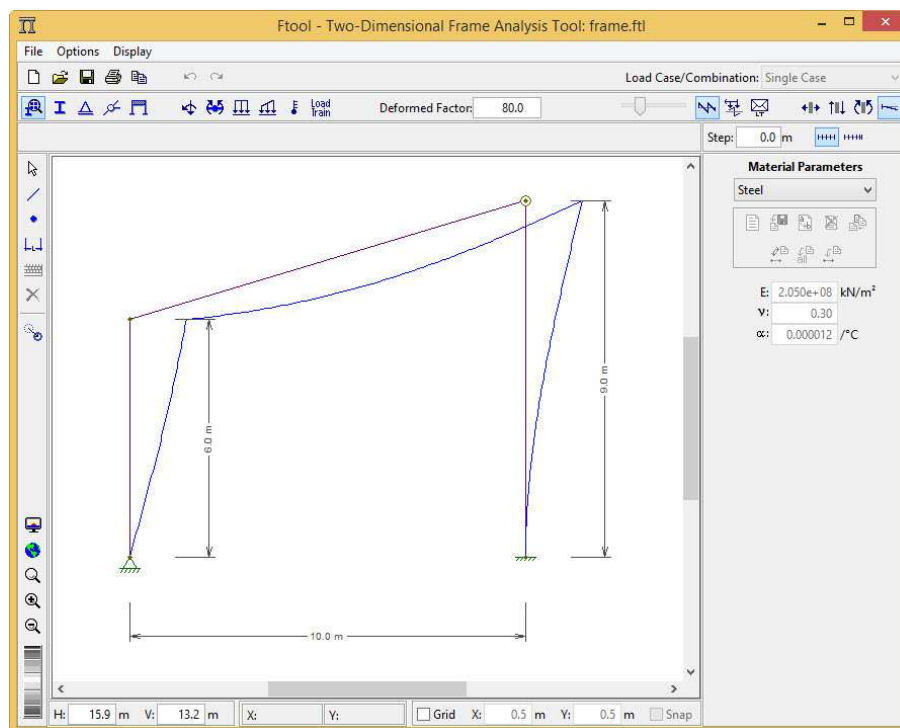 Ftool - Two-Dimensional Frame Analysis Tool: frame.ftl
File Options Display
Load Case/Combination: Single Case
Load Train
Deformed Factor: 80.0
LT
Step: 0.0 m
Material Parameters
Steel
all
E: 2.050e+08 kN/m²
ν: 0.30
α: 0.000012 /°C
6.0 m
9.0 m
10.0 m
H: 15.9 m V: 13.2 m X: Y: Grid X: 0.5 m Y: 0.5 m Snap